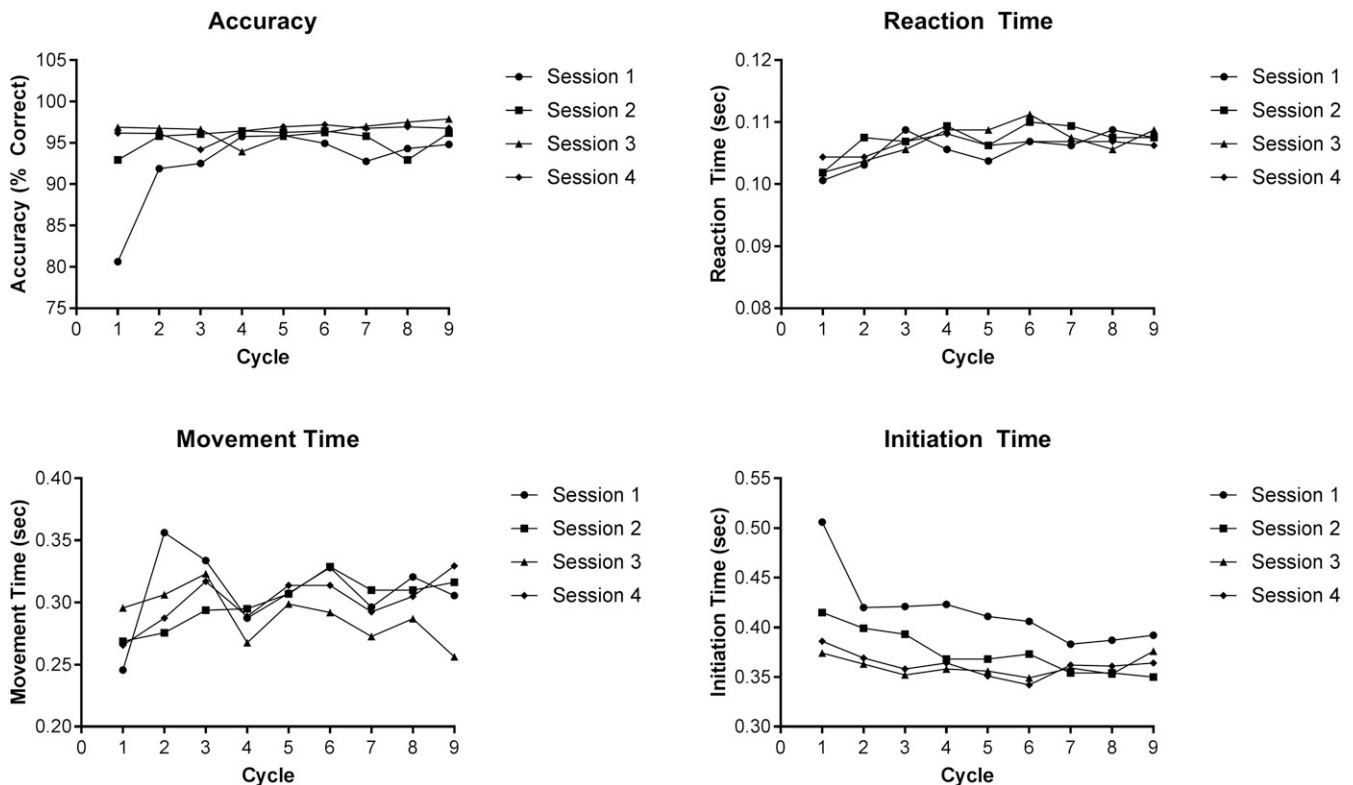 Accuracy
Accuracy (% Correct)
105
100
95
90
85
80
75
0 1 2 3 4 5 6 7 8 9
Cycle
Session 1
Session 2
Session 3
Session 4
Reaction Time
Reaction Time (sec)
0.12
0.11
0.10
0.09
0.08
0 1 2 3 4 5 6 7 8 9
Cycle
Session 1
Session 2
Session 3
Session 4
Movement Time
Movement Time (sec)
0.40
0.35
0.30
0.25
0.20
0 1 2 3 4 5 6 7 8 9
Cycle
Session 1
Session 2
Session 3
Session 4
Initiation Time
Initiation Time (sec)
0.55
0.50
0.45
0.40
0.35
0.30
0 1 2 3 4 5 6 7 8 9
Cycle
Session 1
Session 2
Session 3
Session 4